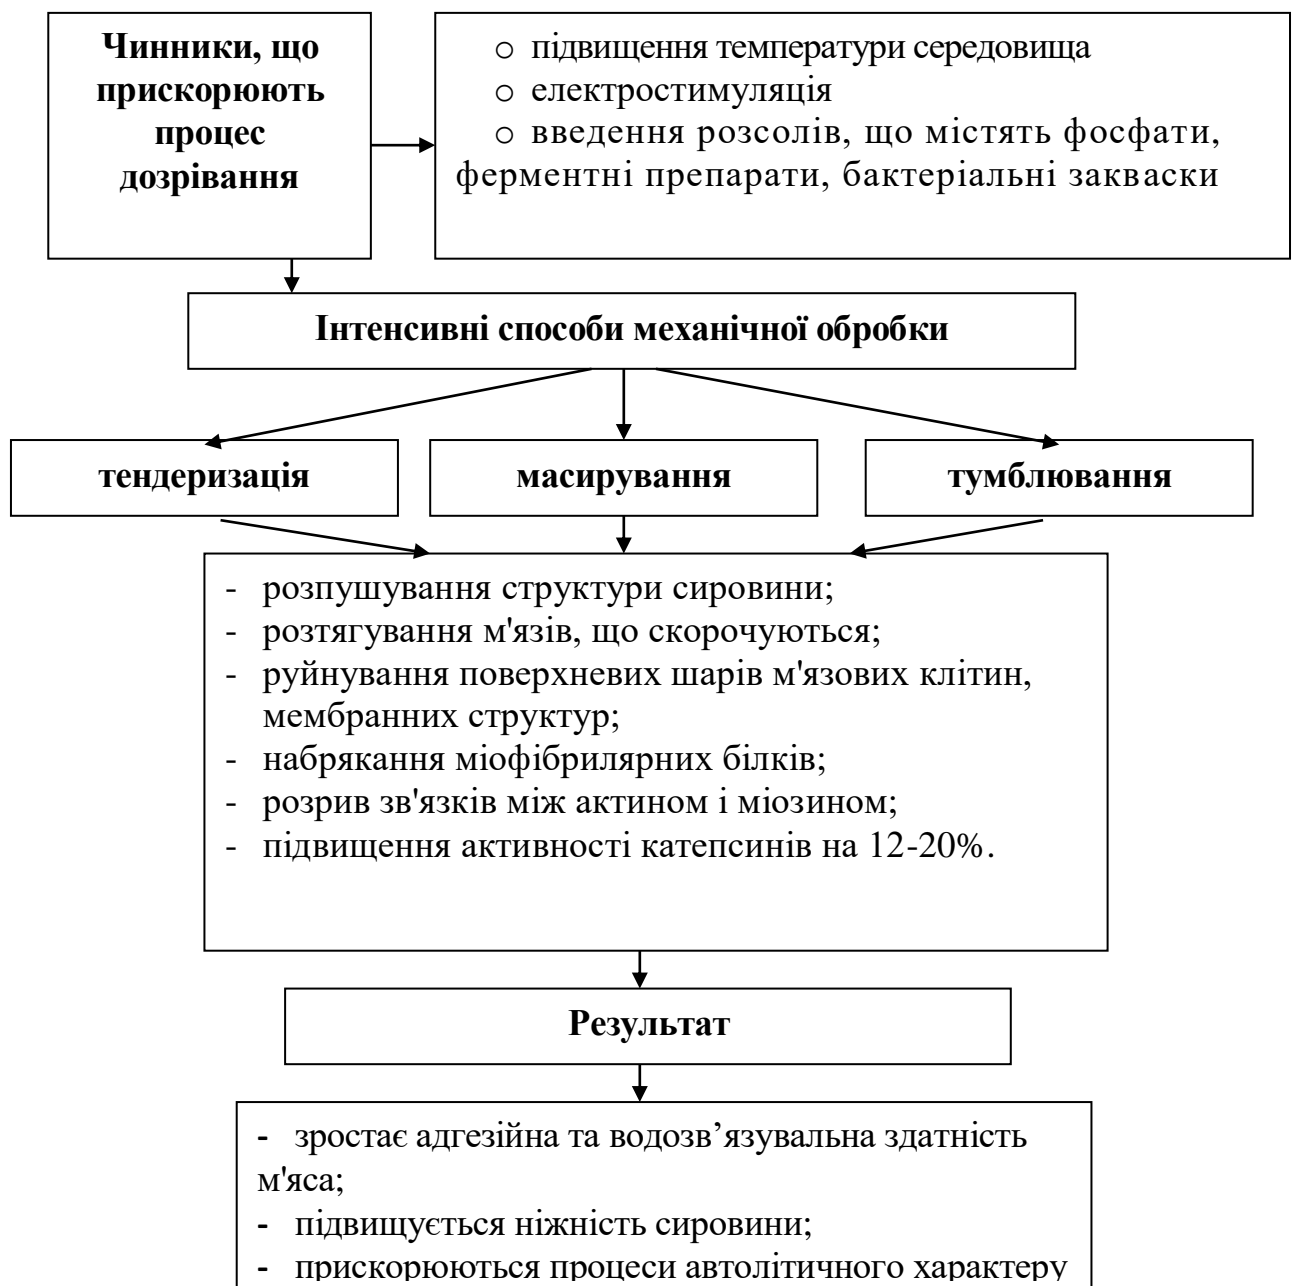 Чинники, що
прискорюють
процес
дозрівання
o підвищення температури середовища
o електростимуляція
o введення розсолів, що містять фосфати,
ферментні препарати, бактеріальні закваски
Інтенсивні способи механічної обробки
тендеризація
масирування
тумблювання
- розпушування структури сировини;
- розтягування м'язів, що скорочуються;
- руйнування поверхневих шарів м'язових клітин,
мембранних структур;
- набрякання міофібрилярних білків;
- розрив зв'язків між актином і міозином;
- підвищення активності катепсинів на 12-20%.
Результат
- зростає адгезійна та водозв’язувальна здатність
м'яса;
- підвищується ніжність сировини;
- прискорюються процеси автолітичного характеру